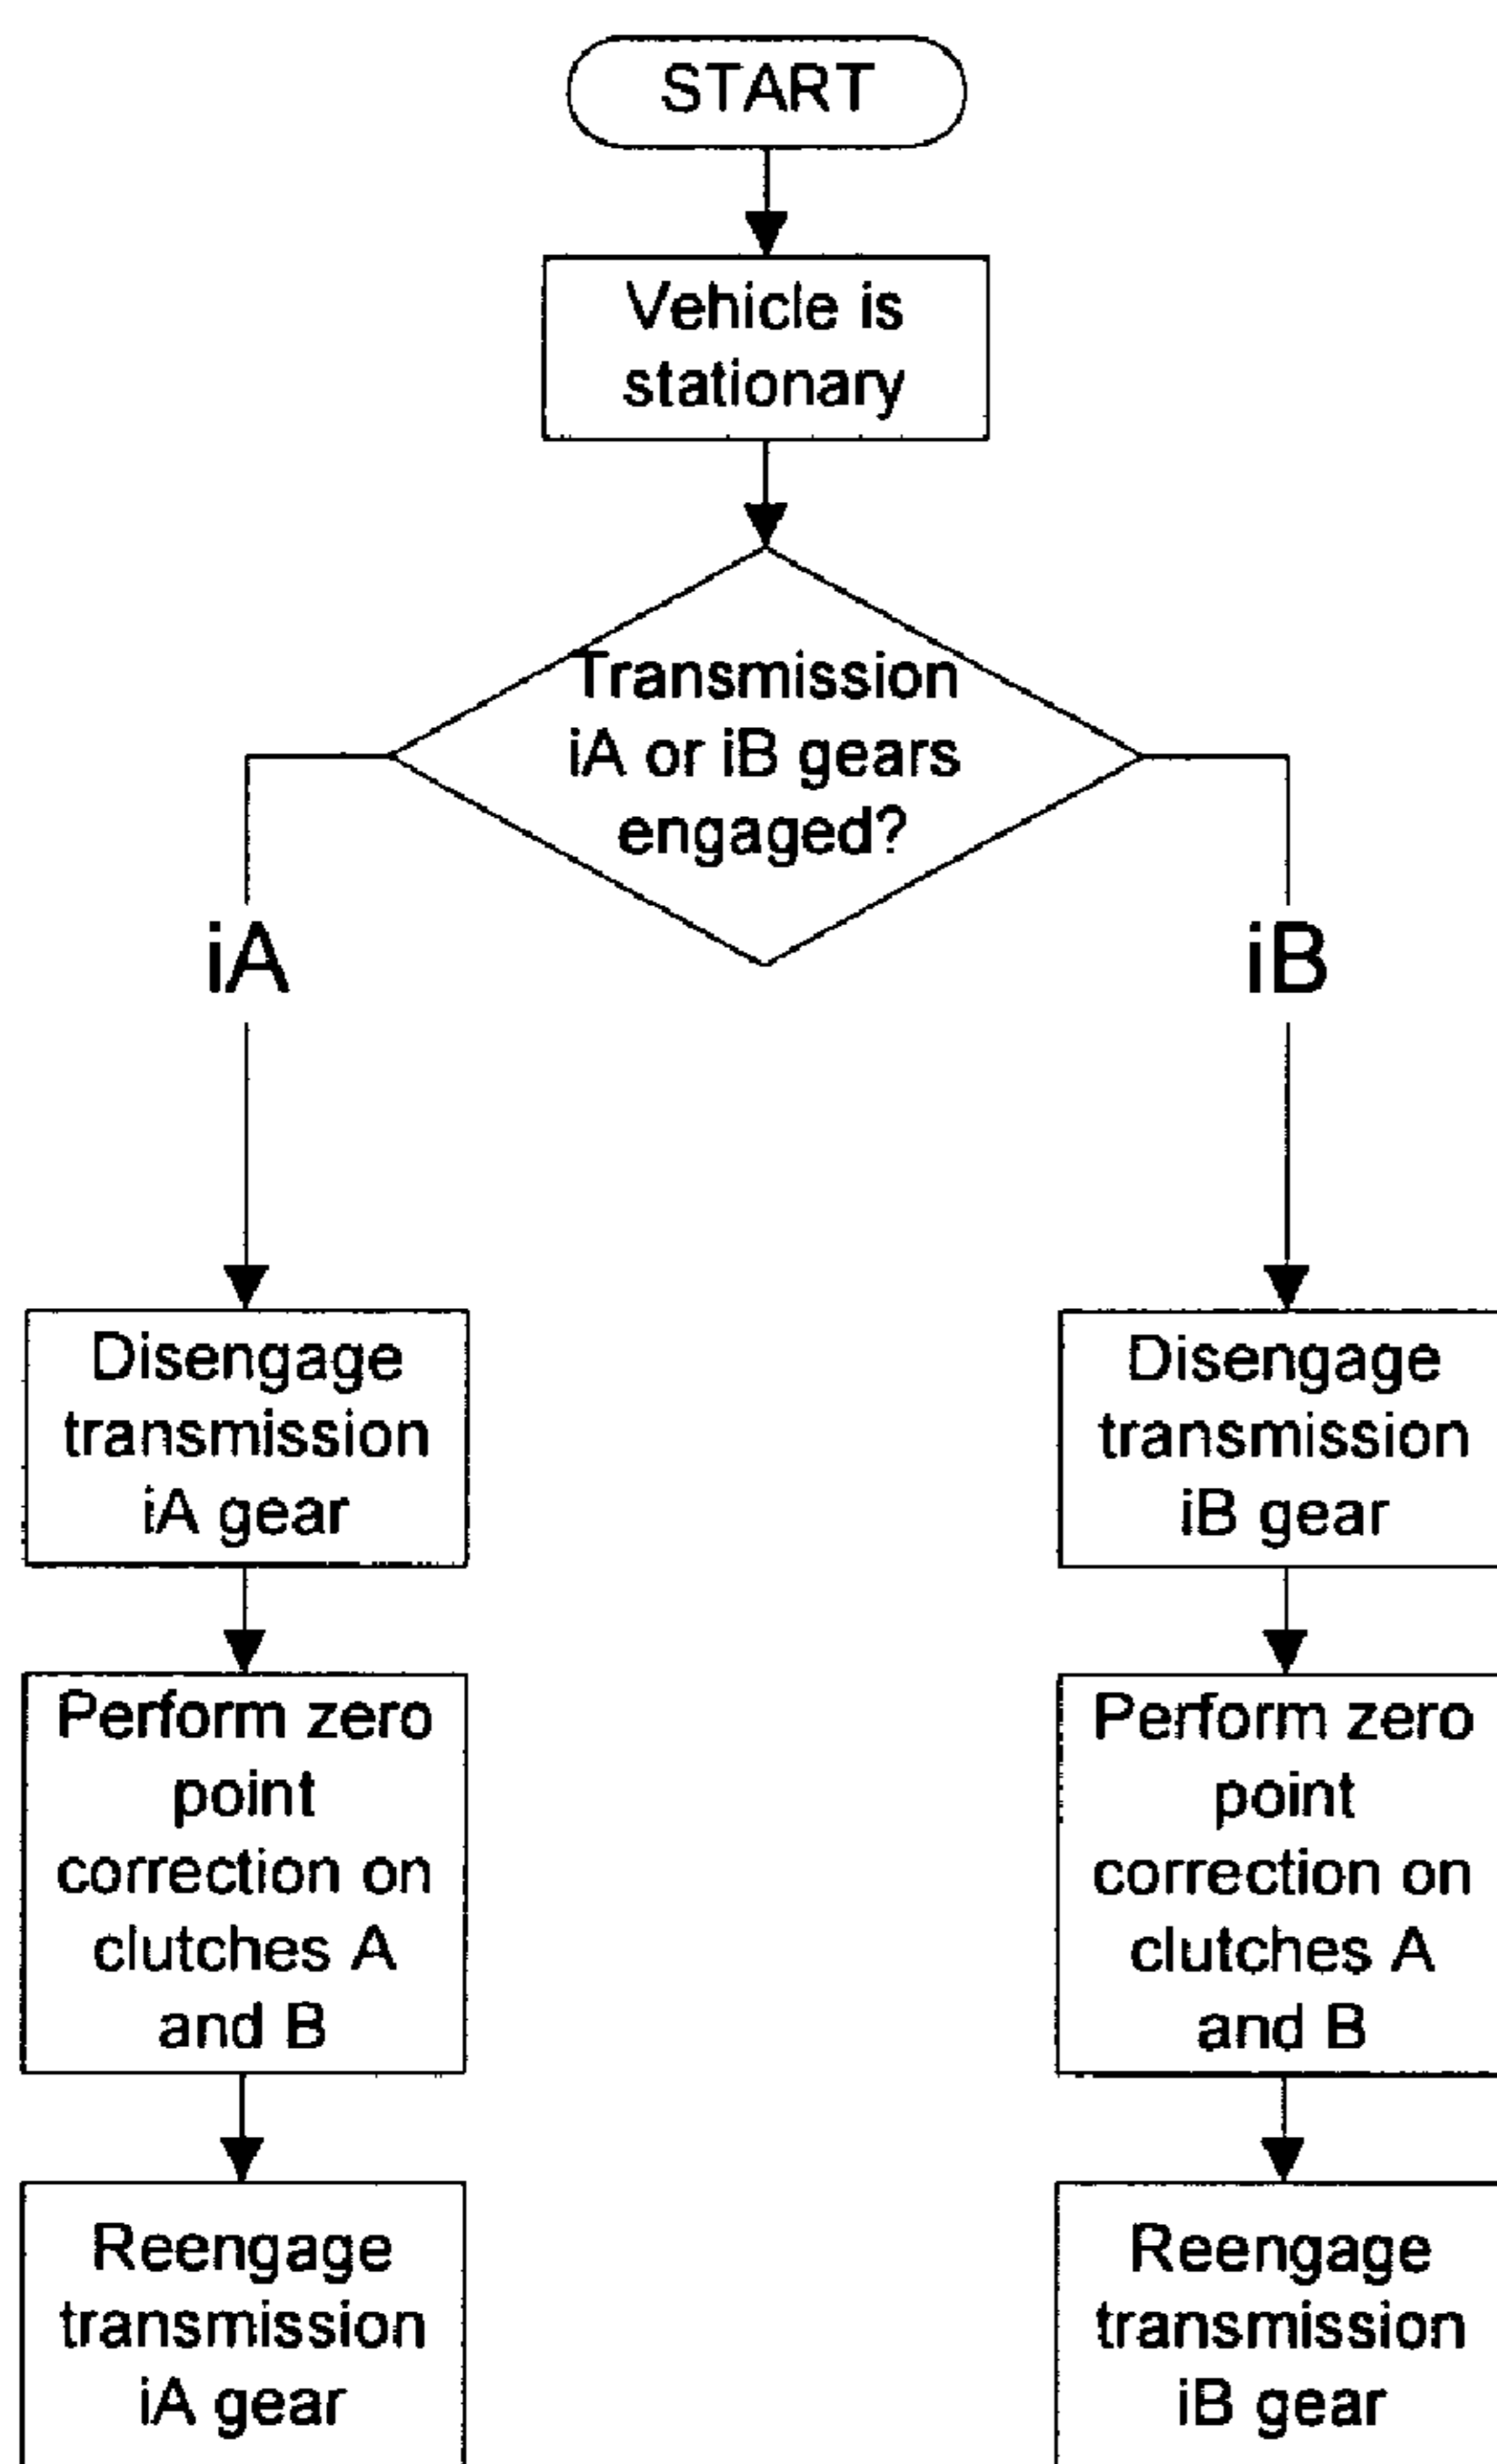 START
Vehicle is
stationary
Transmission
iA or iB gears
engaged?
iA
iB
Disengage
transmission
iA gear
Disengage
transmission
iB gear
Perform zero
point
correction on
clutches A
and B
Perform zero
point
correction on
clutches A
and B
Reengage
transmission
iA gear
Reengage
transmission
iB gear